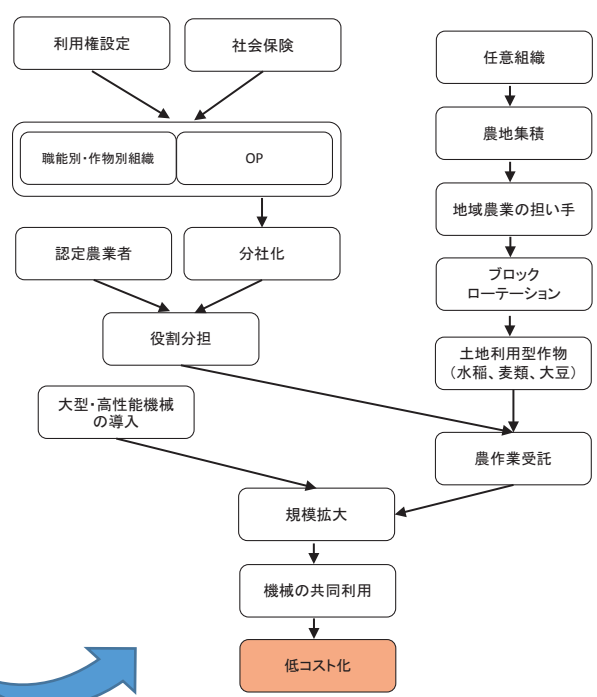 利用権設定
社会保険
任意組織
農地集積
職能別・作物別組織
OP
地域農業の担い手
認定農業者
分社化
ブロック
ローテーション
役割分担
土地利用型作物
（水稲、麦類、大豆）
大型・高性能機械
の導入
農作業受託
規模拡大
機械の共同利用
低コスト化